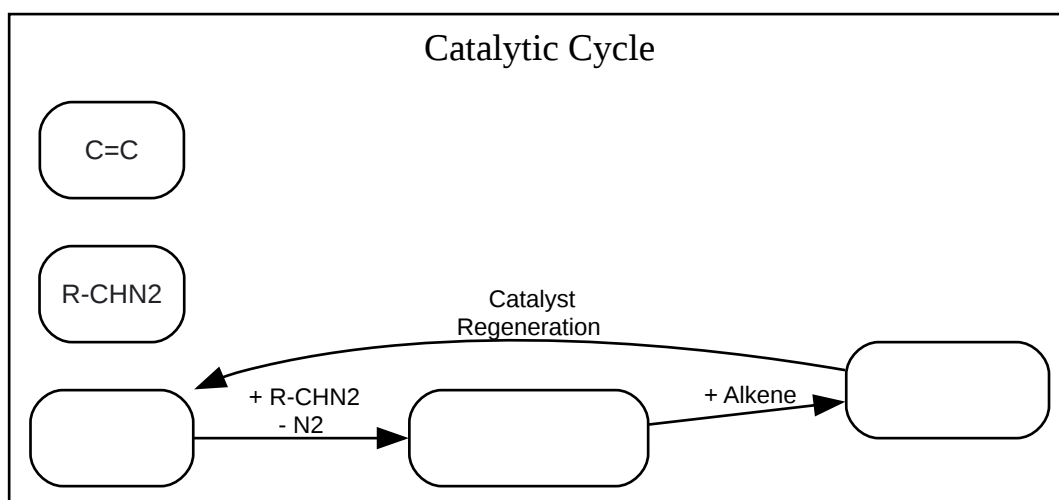 Catalytic Cycle
C=C
R-CHN2
Catalyst
Regeneration
+ R-CHN2
- N2
+ Alkene